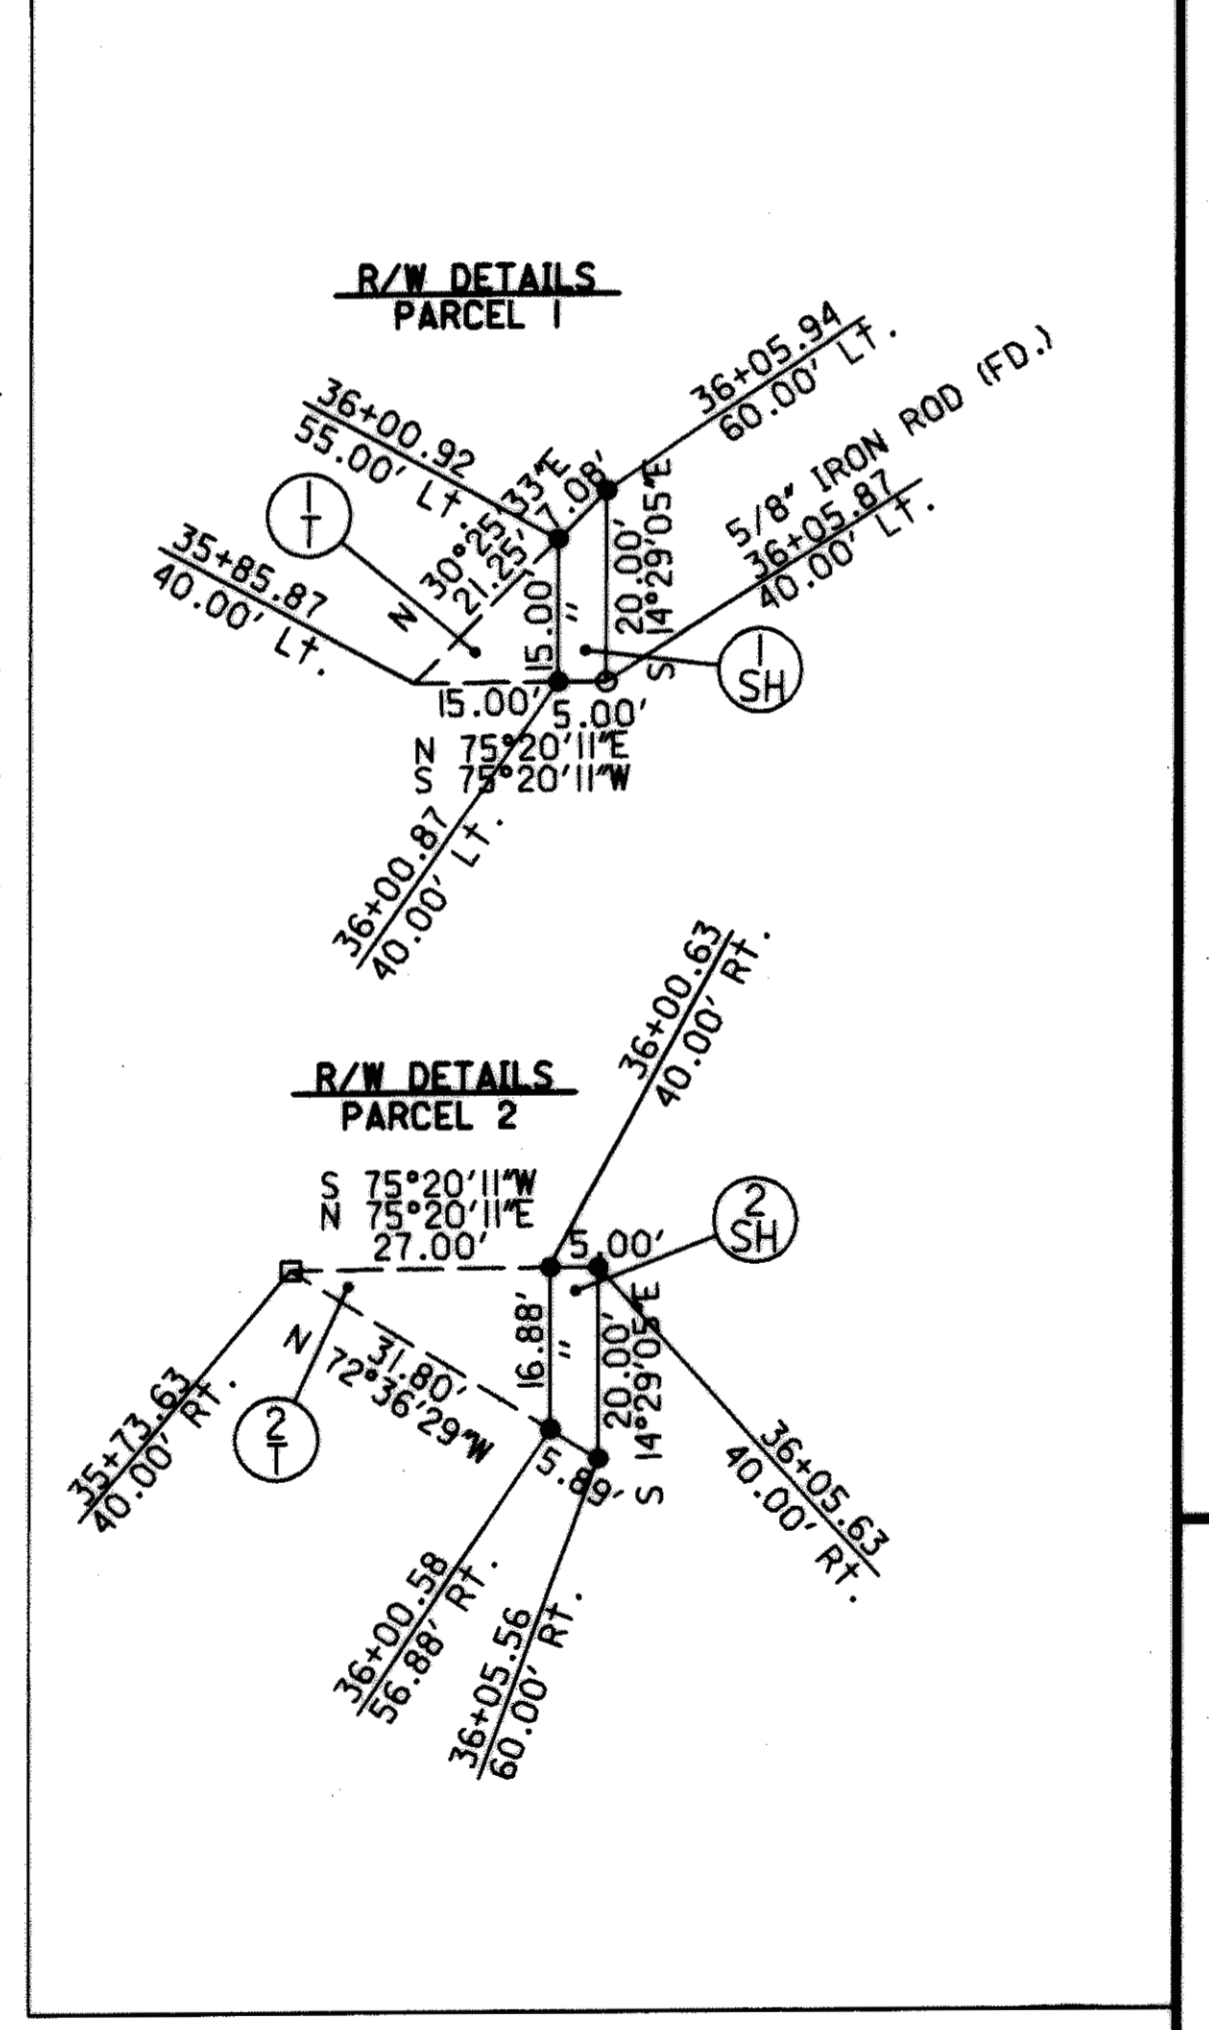 R/W DETAILS
PARCEL 1
36+05.94
60.00' Lt.
5/8" IRON ROD (FD.)
36+05.87
40.00' Lt.
36+00.92
55.00' Lt.
1
T
35+85.87
40.00' Lt.
N 30°25'33"E
21.25'
7.08'
15.00
"
20.00'
S 14°29'05"E
1
SH
15.00'
5.00'
N 75°20'11"E
S 75°20'11"W
36+00.87
40.00' Lt.
36+00.63
40.00' Rt.
R/W DETAILS
PARCEL 2
S 75°20'11"W
N 75°20'11"E
27.00'
5.00'
2
SH
16.88'
"
20.00'
S 14°29'05"E
31.80'
N 72°36'29"W
2
T
35+73.63
40.00' Rt.
5.89'
36+05.63
40.00' Rt.
36+00.58
56.88' Rt.
36+05.56
60.00' Rt.